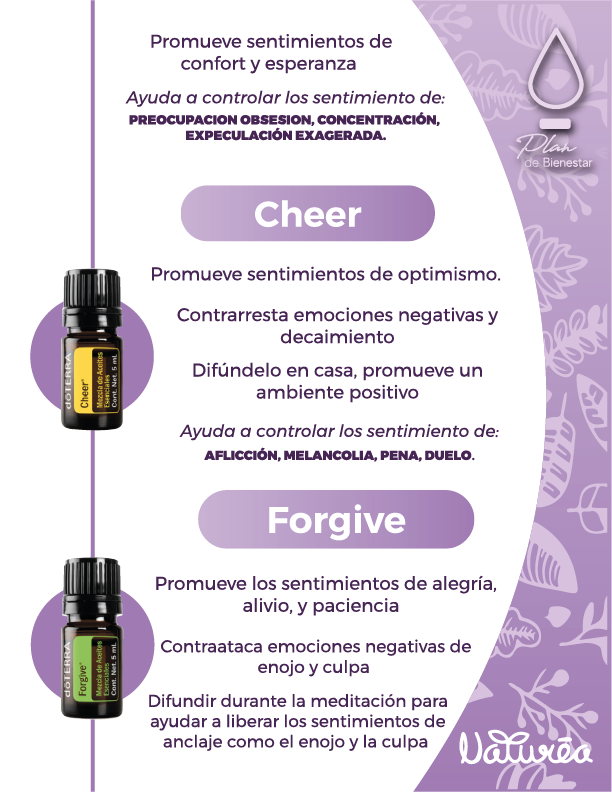 Promueve sentimientos de
confort y esperanza
Ayuda a controlar los sentimiento de:
PREOCUPACION OBSESION, CONCENTRACIÓN,
EXPECULACIÓN EXAGERADA.
Plan
de Bienestar
Cheer
Promueve sentimientos de optimismo.
Contrarresta emociones negativas y
decaimiento
Difúndelo en casa, promueve un
ambiente positivo
Ayuda a controlar los sentimiento de:
AFLICCIÓN, MELANCOLIA, PENA, DUELO.
dōTERRA
Cheer®
Mezcla de Aceites
Esenciales
Cont. Net. 5 mL
Forgive
Promueve los sentimientos de alegría,
alivio, y paciencia
Contraataca emociones negativas de
enojo y culpa
Difundir durante la meditación para
ayudar a liberar los sentimientos de
anclaje como el enojo y la culpa
dōTERRA
Forgive®
Mezcla de Aceites
Esenciales
Cont. Net. 5 mL
Naturēa